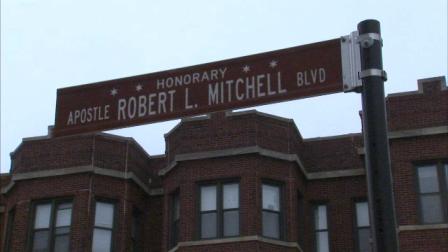 HONORARY
APOSTLE ROBERT L. MITCHELL BLVD